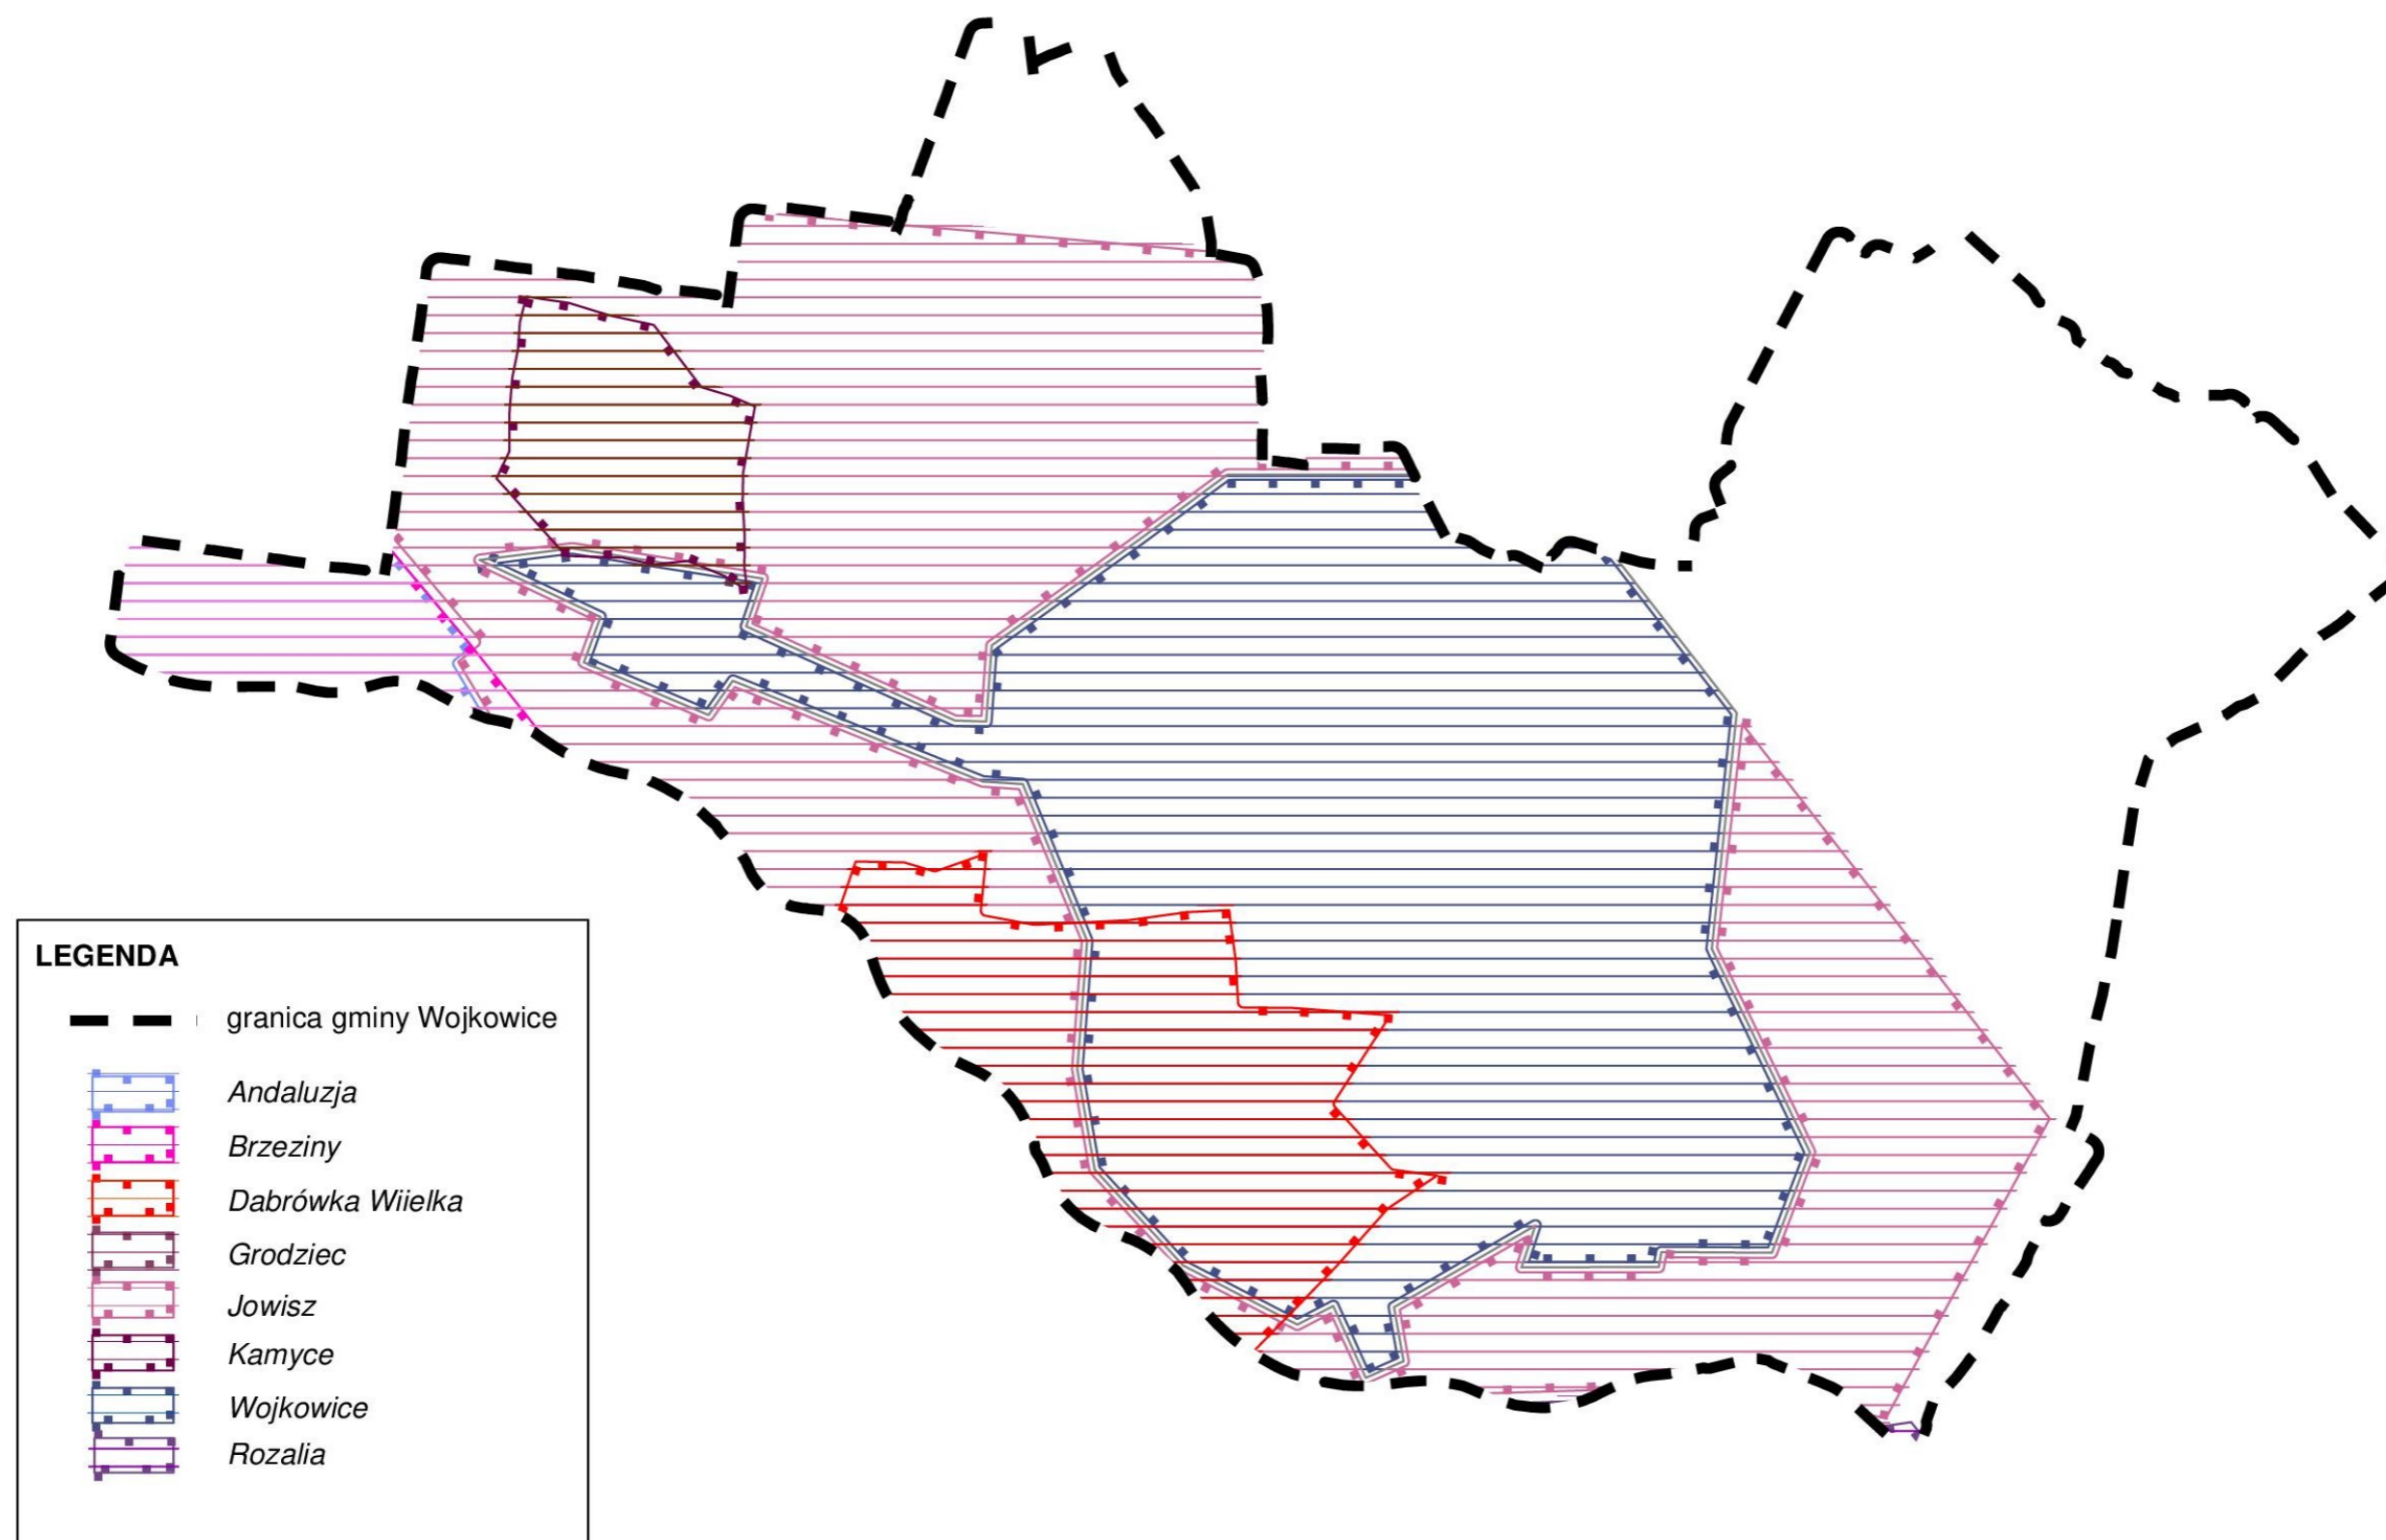 LEGENDA
granica gminy Wojkowice
Andaluzja
Brzeziny
Dabrówka Wiielka
Grodziec
Jowisz
Kamyce
Wojkowice
Rozalia